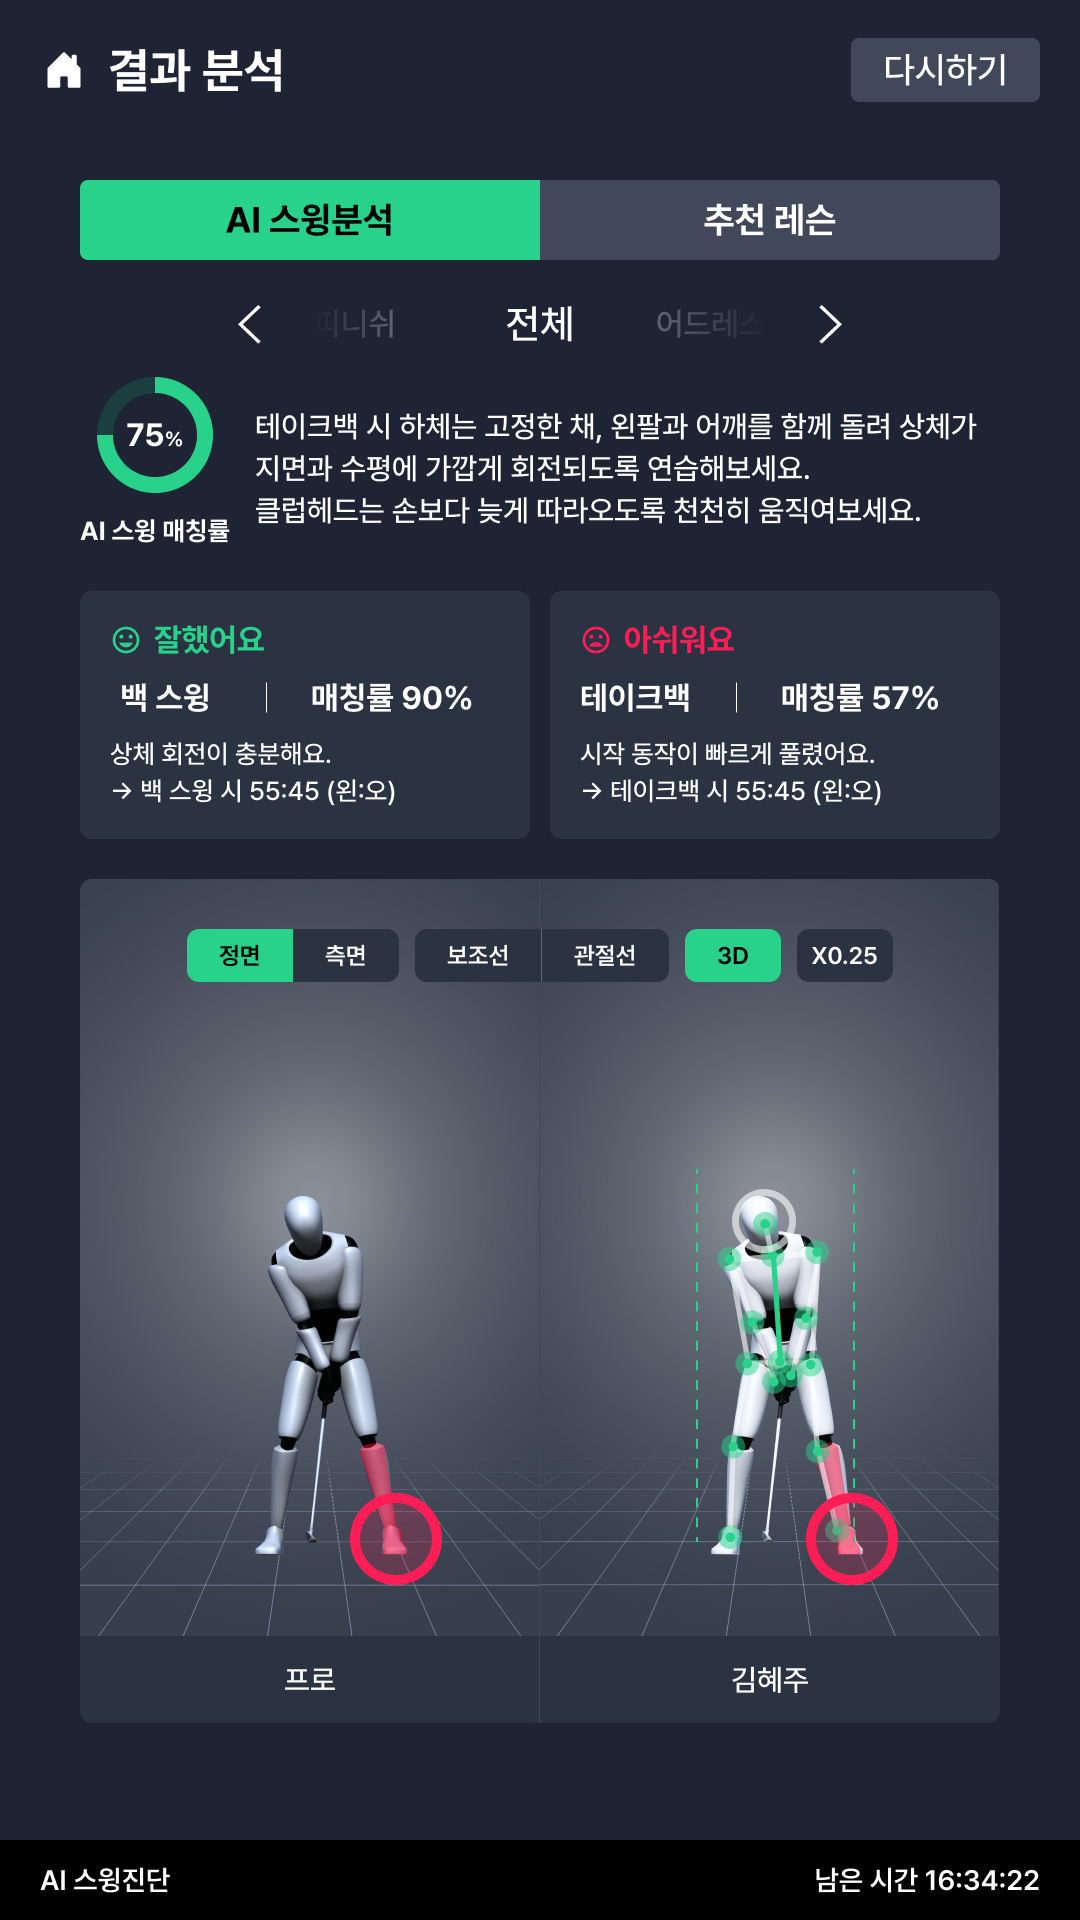 결과 분석
다시하기
AI 스윙분석
추천 레슨
피니쉬
전체
어드레스
75%
AI 스윙 매칭률
테이크백 시 하체는 고정한 채, 왼팔과 어깨를 함께 돌려 상체가
지면과 수평에 가깝게 회전되도록 연습해보세요.
클럽헤드는 손보다 늦게 따라오도록 천천히 움직여보세요.
잘했어요
백 스윙
매칭률 90%
상체 회전이 충분해요.
→ 백 스윙 시 55:45 (왼:오)
아쉬워요
테이크백
매칭률 57%
시작 동작이 빠르게 풀렸어요.
→ 테이크백 시 55:45 (왼:오)
정면
측면
보조선
관절선
3D
X0.25
프로
김혜주
AI 스윙진단
남은 시간 16:34:22